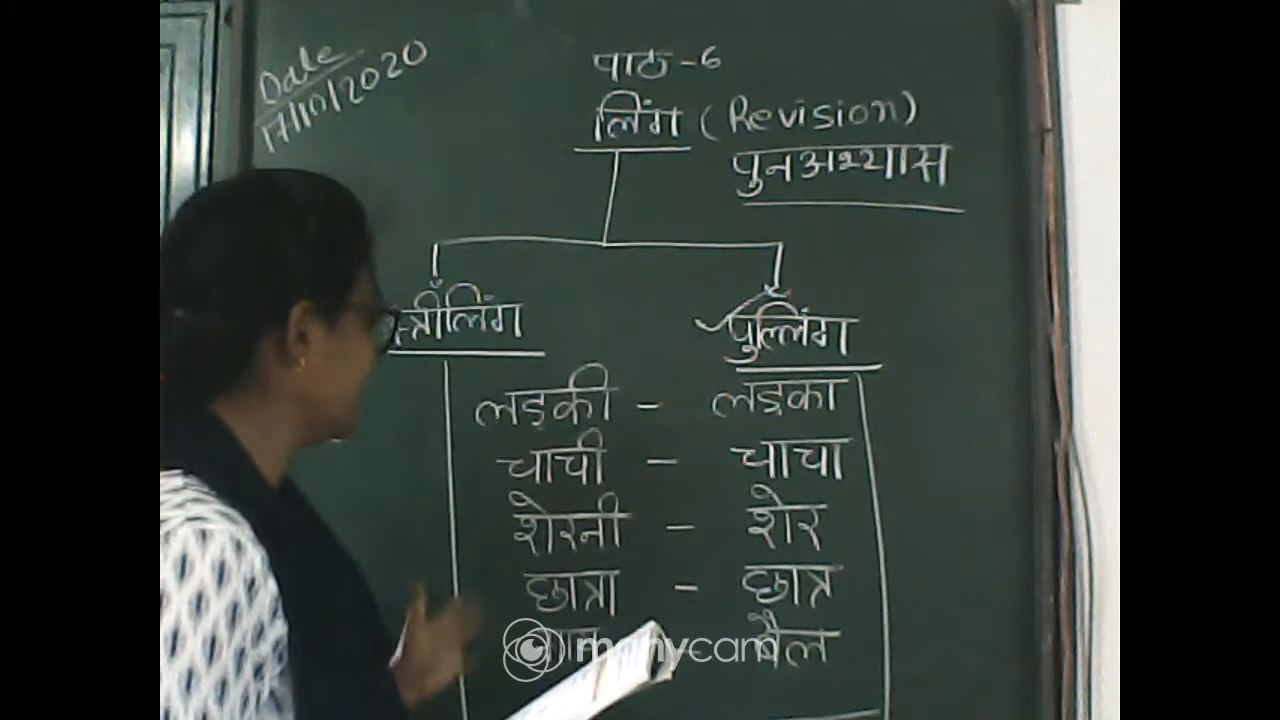 Date
17/10/2020
पाठ-6
लिंग (Revision)
पुनअभ्यास
स्त्रीलिंग पुल्लिंग
लड़की - लड़का
चाची - चाचा
शेरनी - शेर
छात्रा - छात्र
बैल
manycam